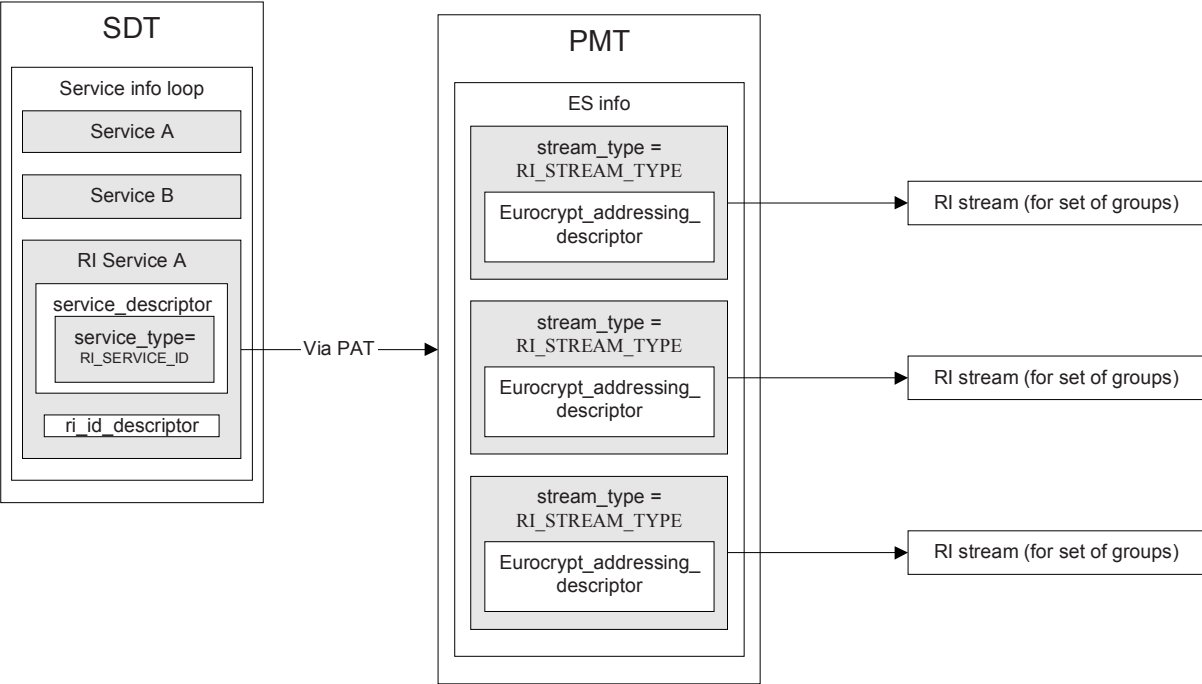 SDT
Service info loop
Service A
Service B
RI Service A
service_descriptor
service_type=
RI_SERVICE_ID
ri_id_descriptor
Via PAT
PMT
ES info
stream_type =
RI_STREAM_TYPE
Eurocrypt_addressing_
descriptor
RI stream (for set of groups)
stream_type =
RI_STREAM_TYPE
Eurocrypt_addressing_
descriptor
RI stream (for set of groups)
stream_type =
RI_STREAM_TYPE
Eurocrypt_addressing_
descriptor
RI stream (for set of groups)